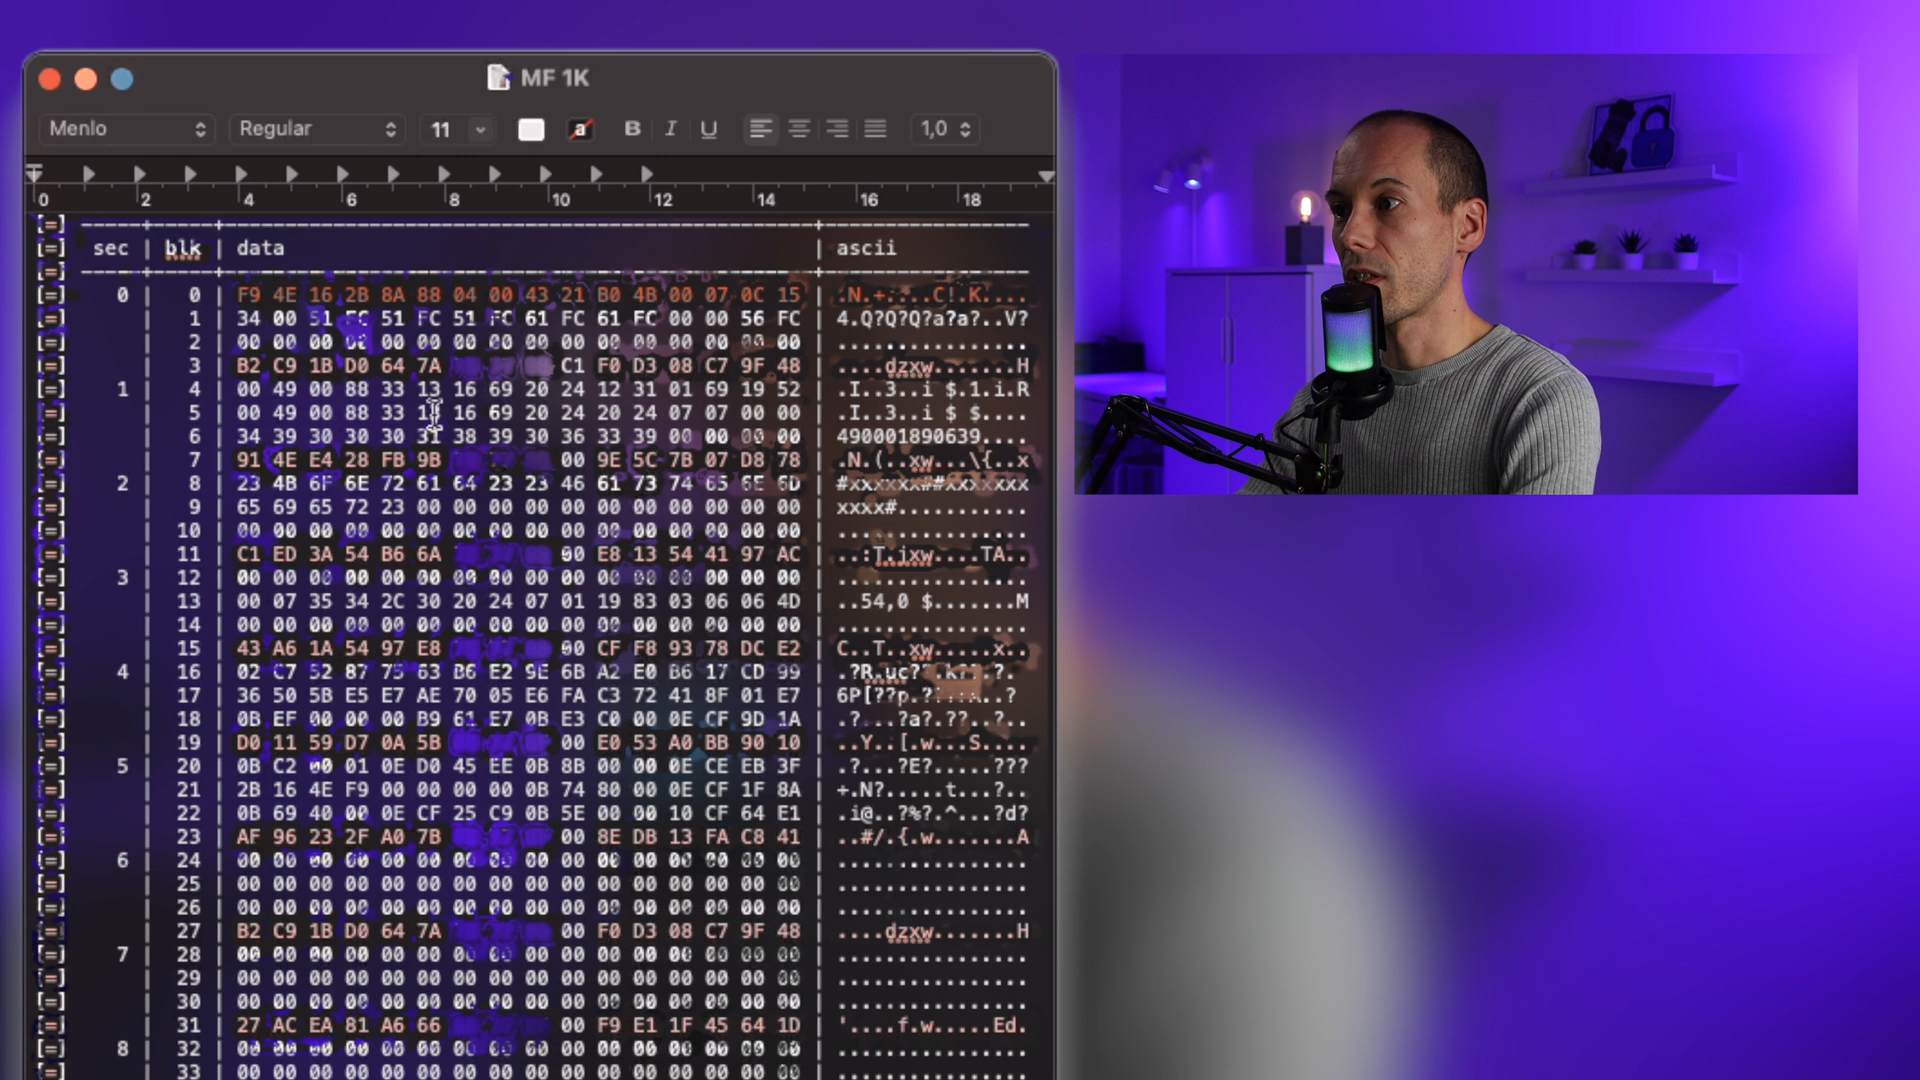 MF 1K
Menlo Regular 11 a B I U 1,0
0 2 4 6 8 10 12 14 16 18
[=]
[=] sec | blk | data | ascii
[=]
[=] 0 | 0 | F9 4E 16 2B 8A 88 04 00 43 21 B0 4B 00 07 0C 15 | .N.+....C!.K....
[=] | 1 | 34 00 51 FC 51 FC 51 FC 61 FC 61 FC 00 00 56 FC | 4.Q?Q?Q?a?a?..V?
[=] | 2 | 00 00 00 00 00 00 00 00 00 00 00 00 00 00 00 00 | ................
[=] | 3 | B2 C9 1B D0 64 7A C1 F0 D3 08 C7 9F 48 | ....dzxw.......H
[=] 1 | 4 | 00 49 00 88 33 13 16 69 20 24 12 31 01 69 19 52 | .I..3..i $.1.i.R
[=] | 5 | 00 49 00 88 33 16 69 20 24 20 24 07 07 00 00 | .I..3..i $ $....
[=] | 6 | 34 39 30 30 30 31 38 39 30 36 33 39 00 00 00 00 | 490001890639....
[=] | 7 | 91 4E E4 28 FB 9B 00 9E 5C 7B 07 D8 78 | .N.(..xw...\{..x
[=] 2 | 8 | 23 4B 6F 6E 72 61 64 23 23 46 61 73 74 65 6E 6D | #xxxxxx##xxxxxxx
[=] | 9 | 65 69 65 72 23 00 00 00 00 00 00 00 00 00 00 00 | xxxx#...........
[=] | 10 | 00 00 00 00 00 00 00 00 00 00 00 00 00 00 00 00 | ................
[=] | 11 | C1 ED 3A 54 B6 6A 00 E8 13 54 41 97 AC | ..:T.ixw....TA..
[=] 3 | 12 | 00 00 00 00 00 00 00 00 00 00 00 00 00 00 00 00 | ................
[=] | 13 | 00 07 35 34 2C 30 20 24 07 01 19 83 03 06 06 4D | ..54,0 $.......M
[=] | 14 | 00 00 00 00 00 00 00 00 00 00 00 00 00 00 00 00 | ................
[=] | 15 | 43 A6 1A 54 97 E8 00 CF F8 93 78 DC E2 | C..T..xw.....x..
[=] 4 | 16 | 02 C7 52 87 75 63 B6 E2 9E 6B A2 E0 B6 17 CD 99 | .?R.uc??.k??.?.
[=] | 17 | 36 50 5B E5 E7 AE 70 05 E6 FA C3 72 41 8F 01 E7 | 6P[??p.?
[=] | 18 | 0B EF 00 00 00 B9 61 E7 0B E3 C0 00 0E CF 9D 1A | .?...?a?.??..?..
[=] | 19 | D0 11 59 D7 0A 5B 00 E0 53 A0 BB 90 10 | ..Y..[.w...S....
[=] 5 | 20 | 0B C2 00 01 0E D0 45 EE 0B 8B 00 00 0E CE EB 3F | .?...?E?.....???
[=] | 21 | 2B 16 4E F9 00 00 00 00 0B 74 80 00 0E CF 1F 8A | +.N?.....t...?..
[=] | 22 | 0B 69 40 00 0E CF 25 C9 0B 5E 00 00 10 CF 64 E1 | .i@..?%?.^...?d?
[=] | 23 | AF 96 23 2F A0 7B 00 8E DB 13 FA C8 41 | ..#/.{.w.......A
[=] 6 | 24 | 00 00 00 00 00 00 00 00 00 00 00 00 00 00 00 00 | ................
[=] | 25 | 00 00 00 00 00 00 00 00 00 00 00 00 00 00 00 00 | ................
[=] | 26 | 00 00 00 00 00 00 00 00 00 00 00 00 00 00 00 00 | ................
[=] | 27 | B2 C9 1B D0 64 7A 00 F0 D3 08 C7 9F 48 | ....dzxw.......H
[=] 7 | 28 | 00 00 00 00 00 00 00 00 00 00 00 00 00 00 00 00 | ................
[=] | 29 | 00 00 00 00 00 00 00 00 00 00 00 00 00 00 00 00 | ................
[=] | 30 | 00 00 00 00 00 00 00 00 00 00 00 00 00 00 00 00 | ................
[=] | 31 | 27 AC EA 81 A6 66 00 F9 E1 1F 45 64 1D | '....f.w.....Ed.
[=] 8 | 32 | 00 00 00 00 00 00 00 00 00 00 00 00 00 00 00 00 | ................
[=] | 33 | 00 00 00 00 00 00 00 00 00 00 00 00 00 00 00 00 | ................